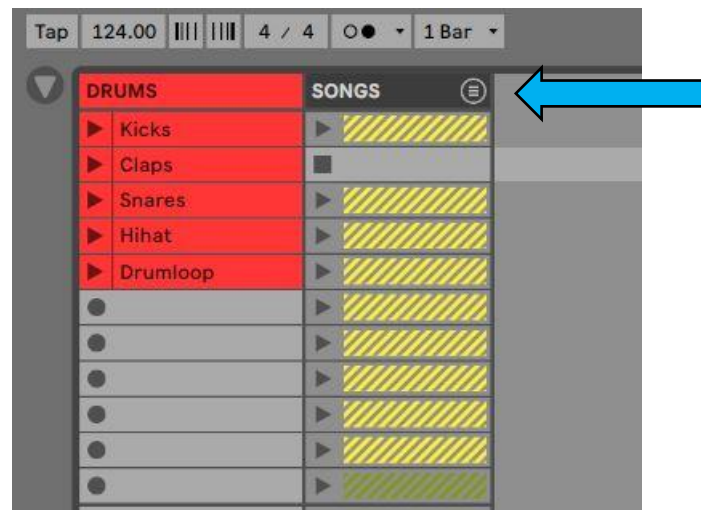 Tap 124.00 4 / 4 1 Bar
DRUMS SONGS
Kicks
Claps
Snares
Hihat
Drumloop